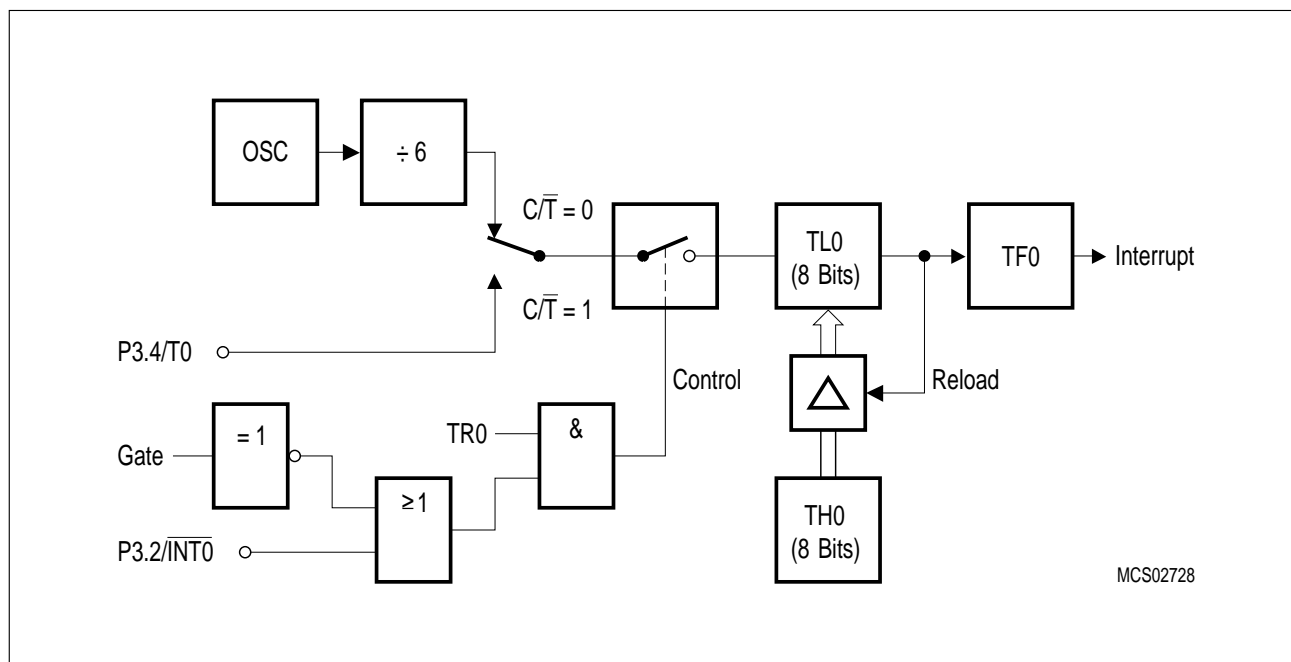 OSC
÷ 6
C/T̅ = 0
TL0
(8 Bits)
TF0
Interrupt
C/T̅ = 1
P3.4/T0
Control
Reload
TR0
&
= 1
Gate
≥ 1
TH0
(8 Bits)
P3.2/I̅N̅T̅0̅
MCS02728